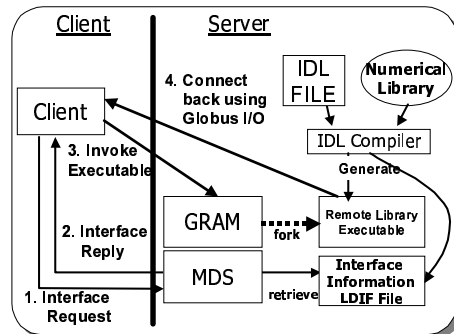 Client
Server
4. Connect
back using
Globus I/O
IDL
FILE
Numerical
Library
Client
IDL Compiler
3. Invoke
Executable
Generate
GRAM
fork
Remote Library
Executable
2. Interface
Reply
MDS
retrieve
Interface
Information
LDIF File
1. Interface
Request